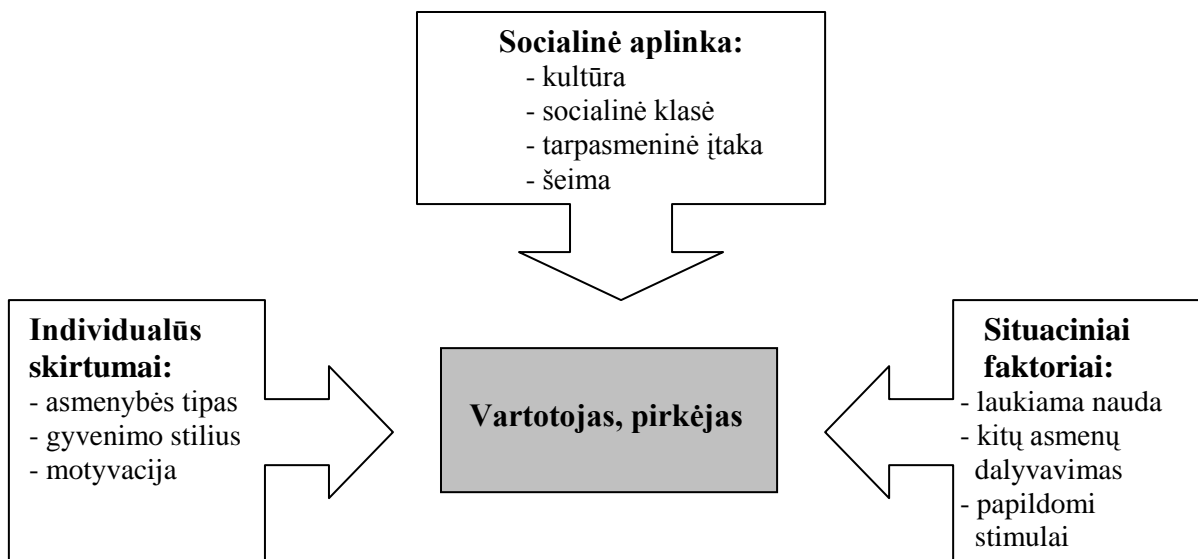 Socialinė aplinka:
- kultūra
- socialinė klasė
- tarpasmeninė įtaka
- šeima
Individualūs
skirtumai:
- asmenybės tipas
- gyvenimo stilius
- motyvacija
Vartotojas, pirkėjas
Situaciniai
faktoriai:
- laukiama nauda
- kitų asmenų
dalyvavimas
- papildomi
stimulai